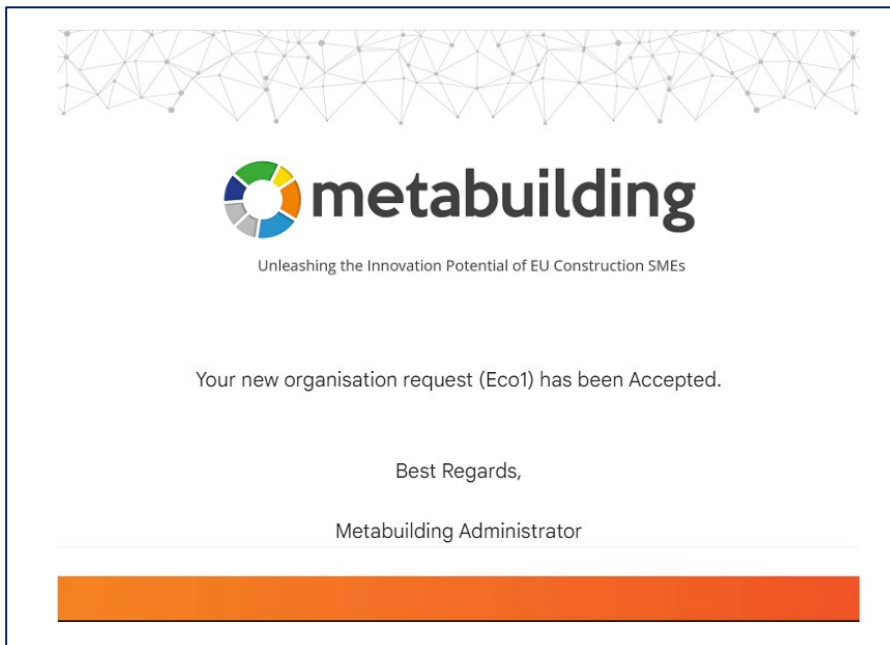 metabuilding
Unleashing the Innovation Potential of EU Construction SMEs
Your new organisation request (Eco1) has been Accepted.
Best Regards,
Metabuilding Administrator